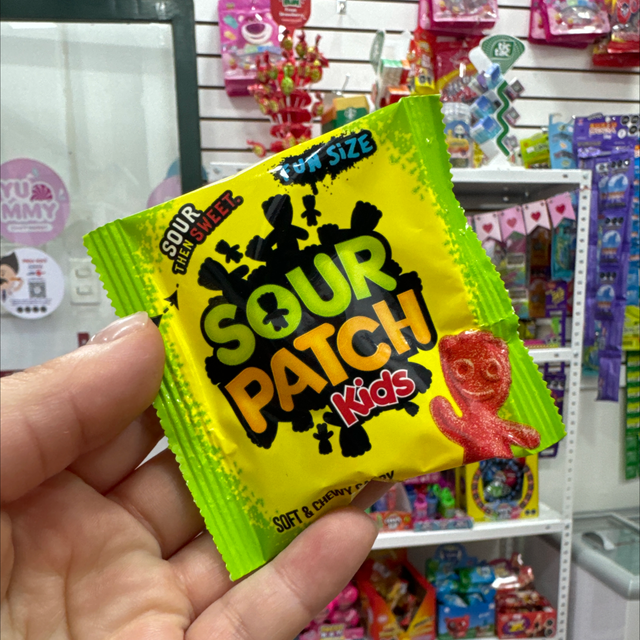 FUN SIZE
SOUR
THEN SWEET.
SOUR
PATCH
Kids
SOFT & CHEWY CANDY
YU
MMY